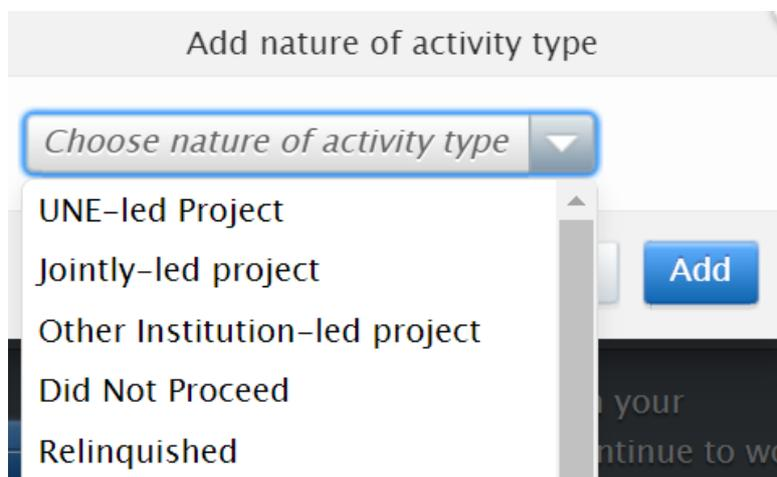 Add nature of activity type
Choose nature of activity type
UNE-led Project
Jointly-led project
Add
Other Institution-led project
Did Not Proceed
your
Relinquished
ntinue to wo